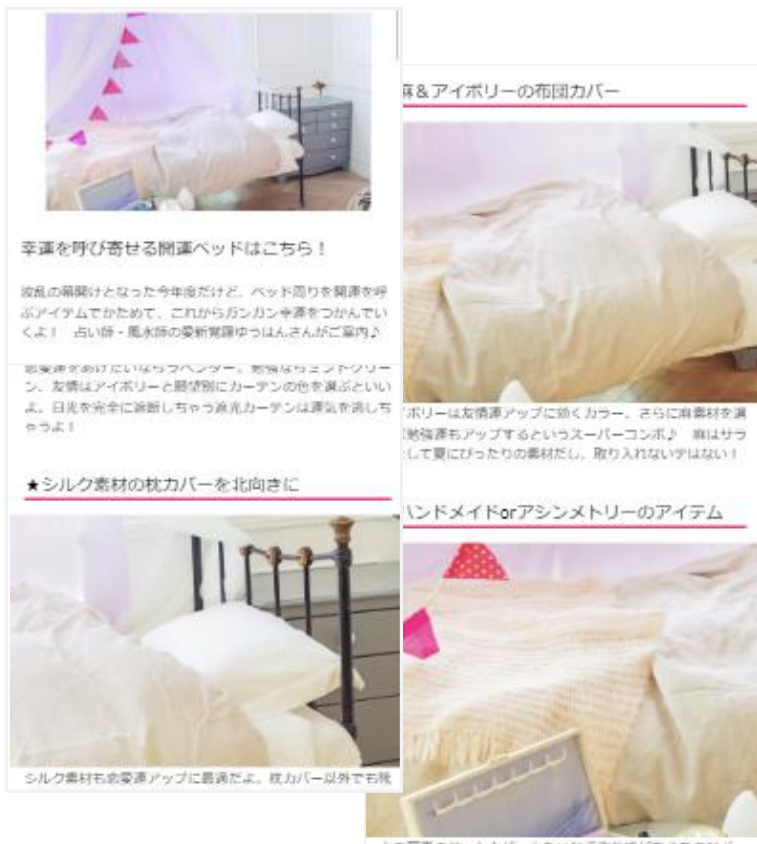 幸運を呼び寄せる開運ベッドはこちら！
波乱の幕開けとなった今年度だけど、ベッド周りを開運を呼
ぶアイテムでかためて、これからガンガン幸運をつかんでい
くよ！　占い師・風水師の愛新覚羅ゆうはんさんがご案内♪
恋愛運をあげたいならラベンダー。勉強ならミントグリー
ン、友情はアイボリーと願望別にカーテンの色を選ぶといい
よ。日光を完全に遮断しちゃう遮光カーテンは運気を逃しち
ゃうよ！
★シルク素材の枕カバーを北向きに
シルク素材も恋愛運アップに最適だよ。枕カバー以外でも
麻＆アイボリーの布団カバー
ボリーは友情運アップに効くカラー。さらに麻素材を選
勉強運もアップするというスーパーコンボ♪　麻はサラ
して夏にぴったりの素材だし、取り入れないテはない！
ハンドメイドorアシンメトリーのアイテム